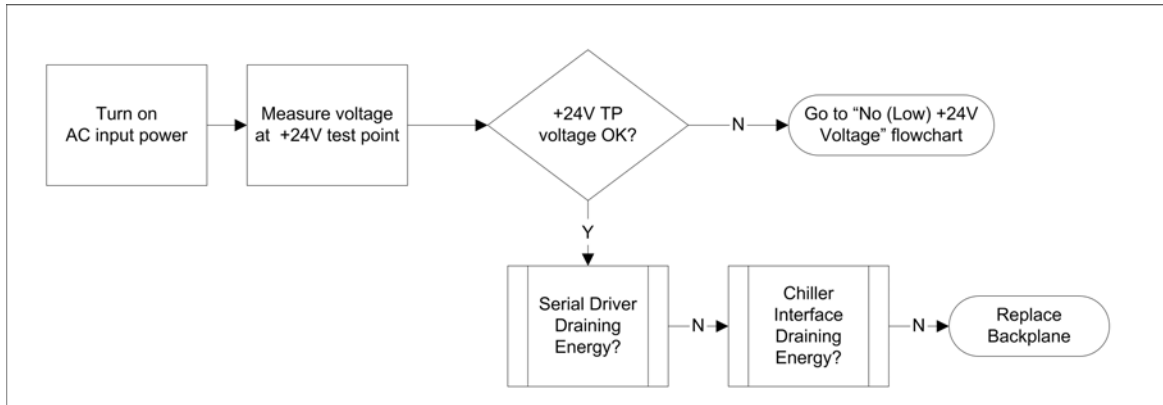 Turn on
AC input power
Measure voltage
at +24V test point
+24V TP
voltage OK?
N
Go to “No (Low) +24V
Voltage” flowchart
Y
Serial Driver
Draining
Energy?
N
Chiller
Interface
Draining
Energy?
N
Replace
Backplane